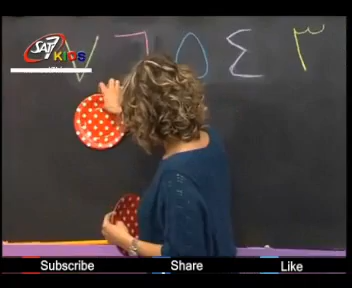 SAT7
KIDS
٣ ٤ ٥ ٦ ٧
Subscribe
Share
Like